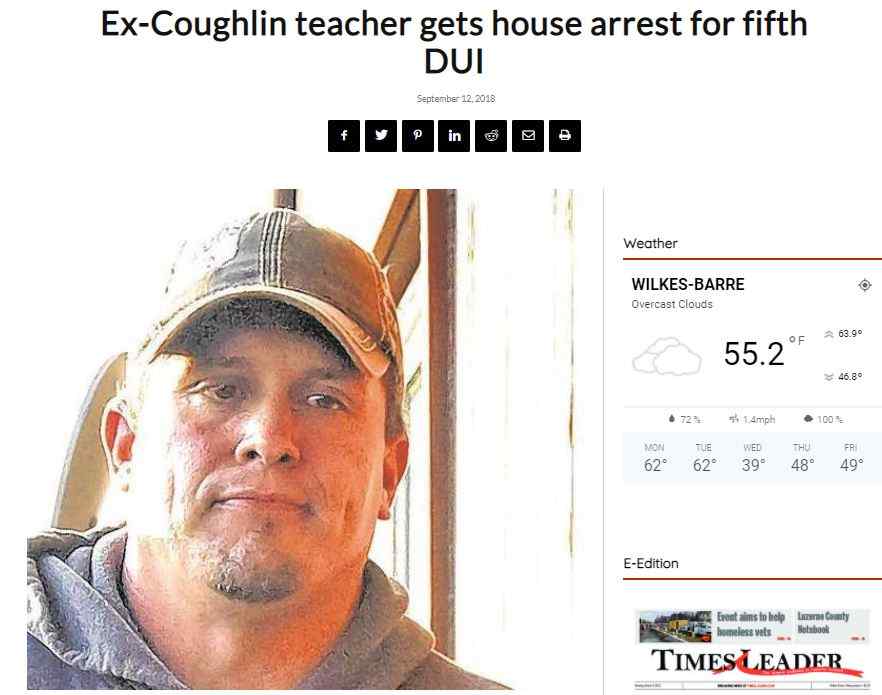 Ex-Coughlin teacher gets house arrest for fifth
DUI
September 12, 2018
Weather
WILKES-BARRE
Overcast Clouds
55.2 °F
63.9°
46.8°
72 %
1.4mph
100 %
MON
TUE
WED
THU
FRI
62°
62°
39°
48°
49°
E-Edition
Event aims to help
homeless vets
Luzerne County
Notebook
TIMES LEADER